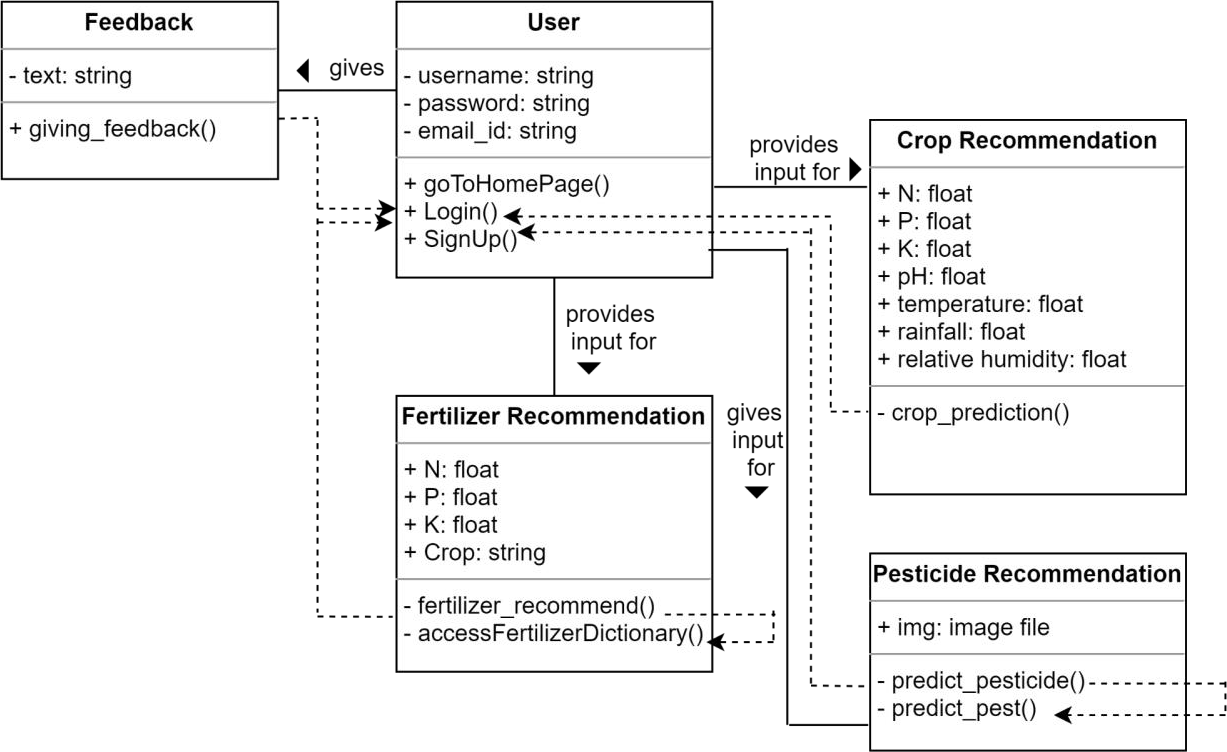 Feedback
- text: string
+ giving_feedback()
gives
User
- username: string
- password: string
- email_id: string
+ goToHomePage()
+ Login()
+ SignUp()
provides
input for
Crop Recommendation
+ N: float
+ P: float
+ K: float
+ pH: float
+ temperature: float
+ rainfall: float
+ relative humidity: float
- crop_prediction()
provides
input for
Fertilizer Recommendation
+ N: float
+ P: float
+ K: float
+ Crop: string
- fertilizer_recommend()
- accessFertilizerDictionary()
gives
input
for
Pesticide Recommendation
+ img: image file
- predict_pesticide()
- predict_pest()